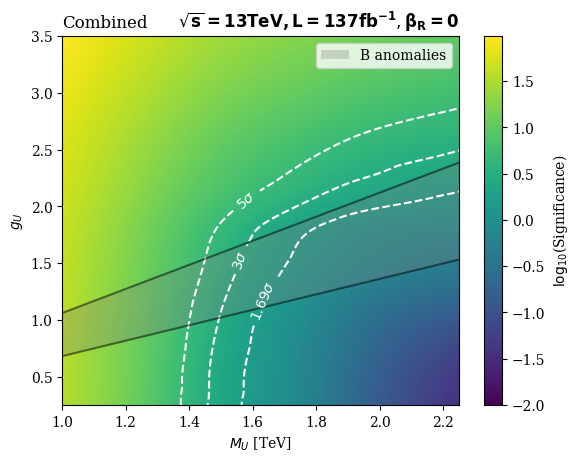 Combined √s = 13TeV, L = 137fb⁻¹, β_R = 0
B anomalies
3.5
3.0
2.5
2.0
1.5
1.0
0.5
g_U
5σ
3σ
1.69σ
1.0 1.2 1.4 1.6 1.8 2.0 2.2
M_U [TeV]
1.5
1.0
0.5
0.0
−0.5
−1.0
−1.5
−2.0
log₁₀(Significance)